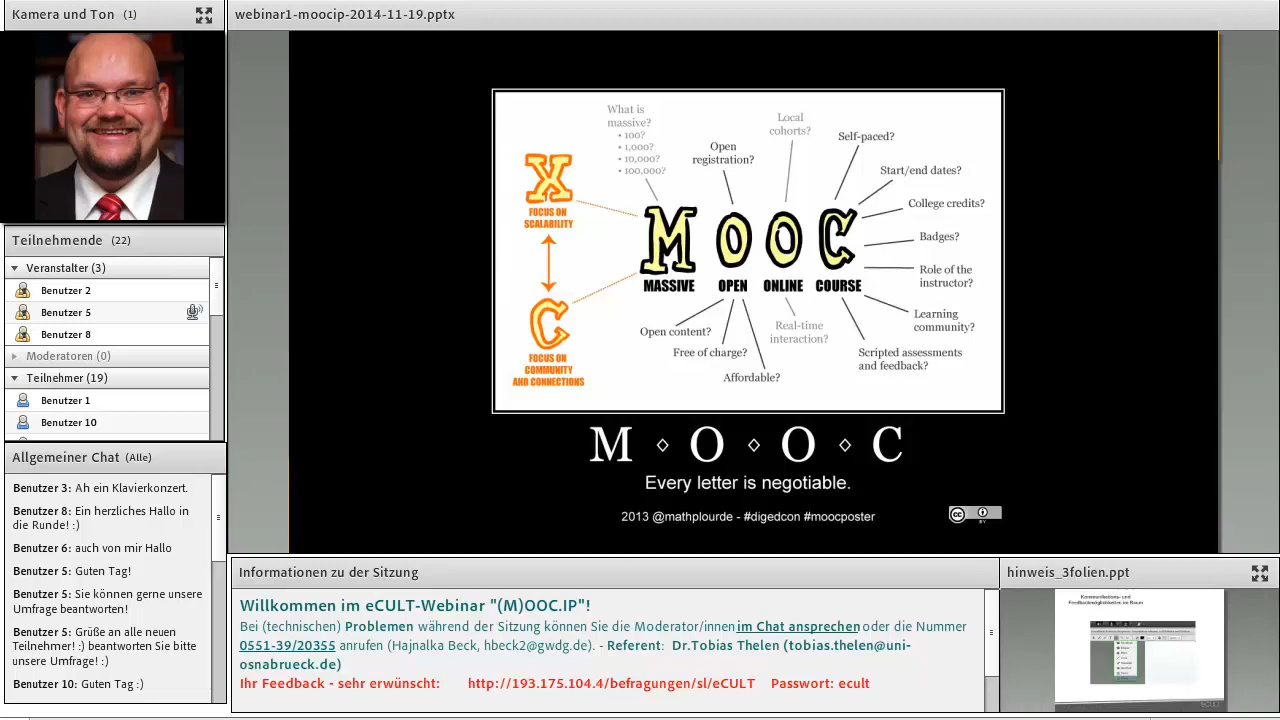 Kamera und Ton (1)
Teilnehmende (22)
Veranstalter (3)
Benutzer 2
Benutzer 5
Benutzer 8
Moderatoren (0)
Teilnehmer (19)
Benutzer 1
Benutzer 10
Allgemeiner Chat (Alle)
Benutzer 3: Ah ein Klavierkonzert.
Benutzer 8: Ein herzliches Hallo in
die Runde! :)
Benutzer 6: auch von mir Hallo
Benutzer 5: Guten Tag!
Benutzer 5: Sie können gerne unsere
Umfrage beantworten!
Benutzer 5: Grüße an alle neuen
Teilnehmer! :) beantworten Sie bitte
unsere Umfrage! :)
Benutzer 10: Guten Tag :)
webinar1-moocip-2014-11-19.pptx
What is
massive?
• 100?
• 1,000?
• 10,000?
• 100,000?
Open
registration?
Local
cohorts?
Self-paced?
Start/end dates?
College credits?
Badges?
Role of the
instructor?
Learning
community?
Scripted assessments
and feedback?
X
FOCUS ON
SCALABILITY
MOOC
MASSIVE OPEN ONLINE COURSE
C
FOCUS ON
COMMUNITY
AND CONNECTIONS
Open content?
Free of charge?
Affordable?
Real-time
interaction?
M ⋄ O ⋄ O ⋄ C
Every letter is negotiable.
2013 @mathplourde - #digedcon #moocposter
cc
BY
Informationen zu der Sitzung
Willkommen im eCULT-Webinar "(M)OOC.IP"!
Bei (technischen) Problemen während der Sitzung können Sie die Moderator/innen im Chat ansprechen oder die Nummer
0551-39/20355 anrufen (Hajo
Referent: Dr.Tobias Thelen (tobias.thelen@uni-
osnabrueck.de)
Ihr Feedback - sehr erwünscht: http://193.175.104.4/befragungen/sl/eCULT Passwort: ecult
hinweis_3folien.ppt
Kommunikations- und
Feedbackmöglichkeiten im Raum